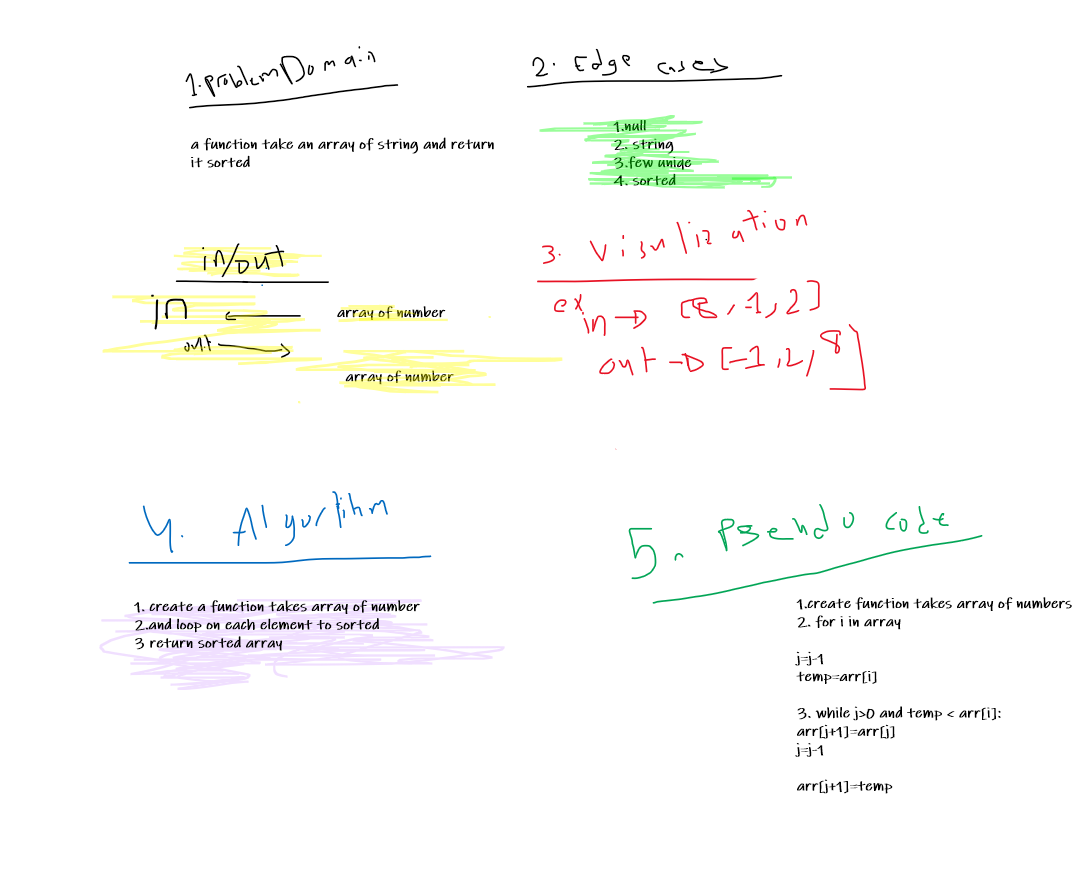 1.problemDomain
a function take an array of string and return
it sorted
2. Edge cases
1.null
2. string
3.few uniqe
4. sorted
in/out
in
array of number
out
array of number
3. Visulization
ex
in → [8,-1,2]
out → [-1,2,8]
4. Algorithm
1. create a function takes array of number
2.and loop on each element to sorted
3 return sorted array
5. Pseudo code
1.create function takes array of numbers
2. for i in array
j=j-1
temp=arr[i]
3. while j>0 and temp < arr[i]:
arr[j+1]=arr[j]
j=j-1
arr[j+1]=temp